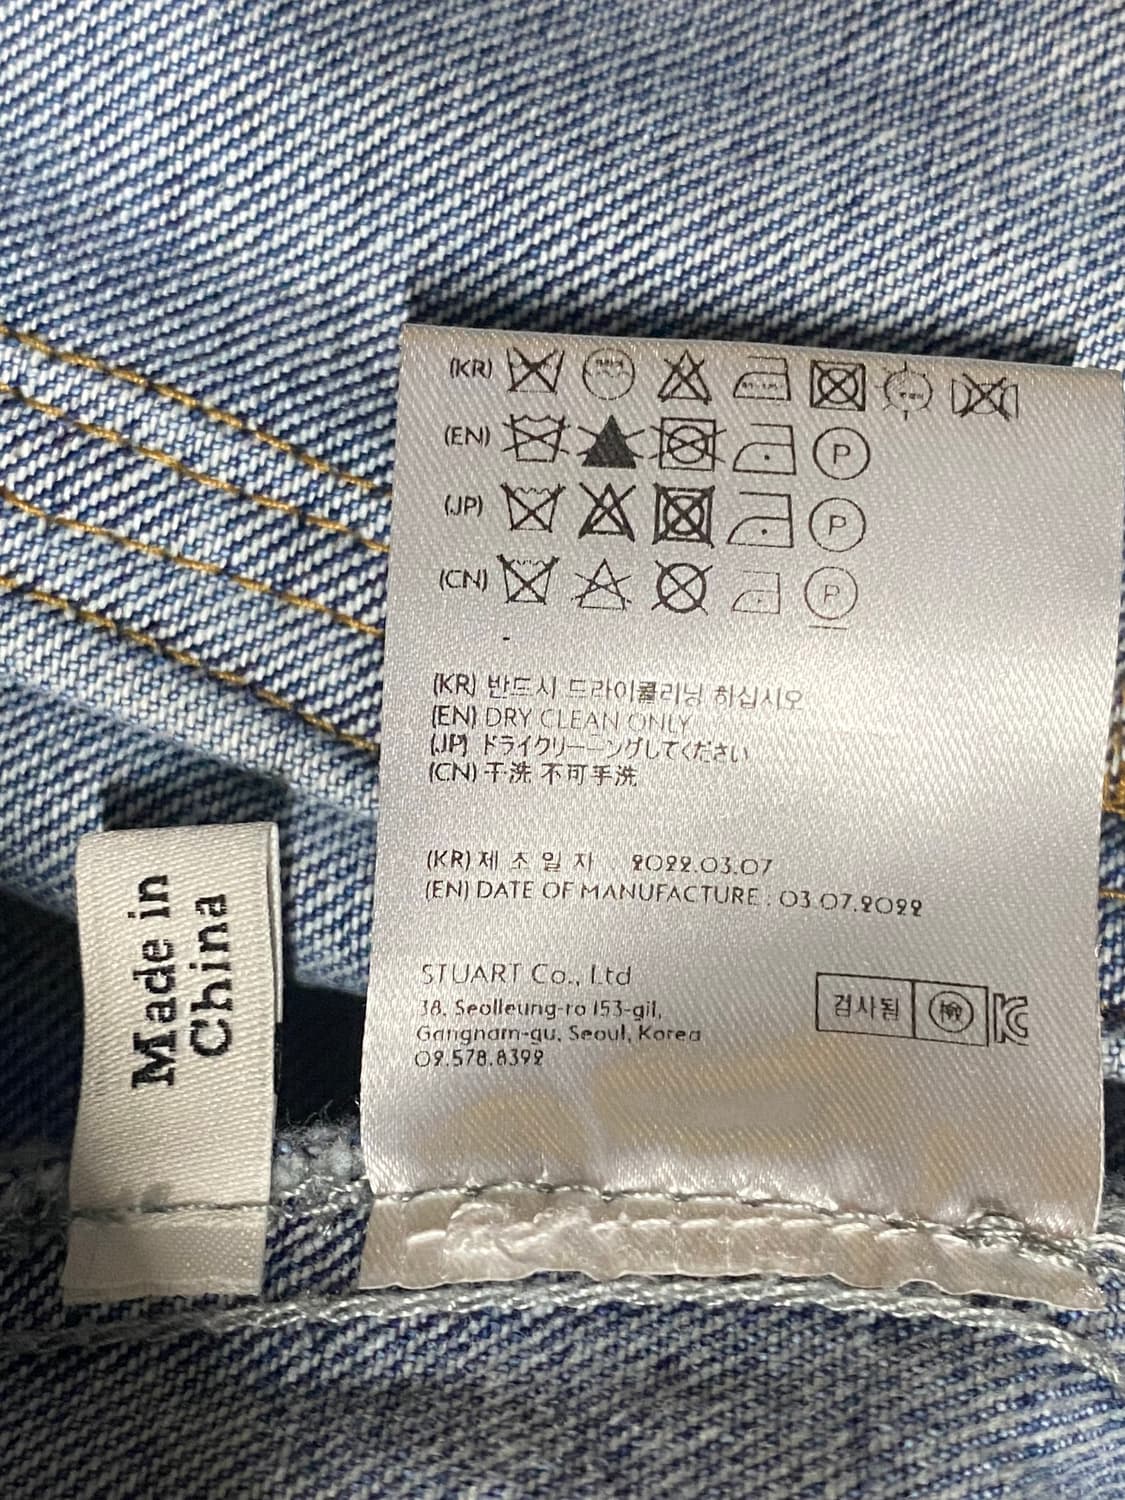 (KR)
(EN) P
(JP) P
(CN) P
(KR) 반드시 드라이클리닝 하십시오
(EN) DRY CLEAN ONLY
(JP) ドライクリーニングしてください
(CN) 干洗 不可手洗
(KR) 제 조 일 자 : 2022.03.07
(EN) DATE OF MANUFACTURE : 03.07.2022
STUART Co., Ltd
38, Seolleung-ro 153-gil,
Gangnam-gu, Seoul, Korea
02.578.8392
검사됨 檢 KC
Made in
China